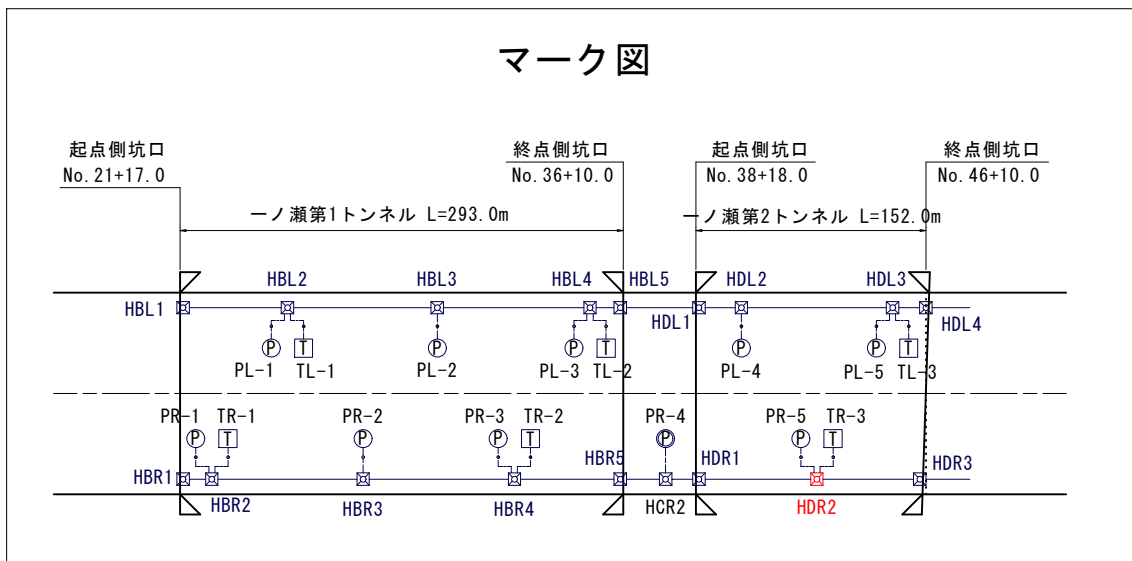 マーク図
起点側坑口
No.21+17.0
終点側坑口
No.36+10.0
起点側坑口
No.38+18.0
終点側坑口
No.46+10.0
一ノ瀬第1トンネル L=293.0m
一ノ瀬第2トンネル L=152.0m
HBL1
HBL2
HBL3
HBL4
HBL5
HDL1
HDL2
HDL3
HDL4
P
T
P
P
T
P
P
T
PL-1
TL-1
PL-2
PL-3
TL-2
PL-4
PL-5
TL-3
PR-1
TR-1
PR-2
PR-3
TR-2
PR-4
PR-5
TR-3
P
T
P
P
T
P
P
T
HBR1
HBR2
HBR3
HBR4
HBR5
HCR2
HDR1
HDR2
HDR3